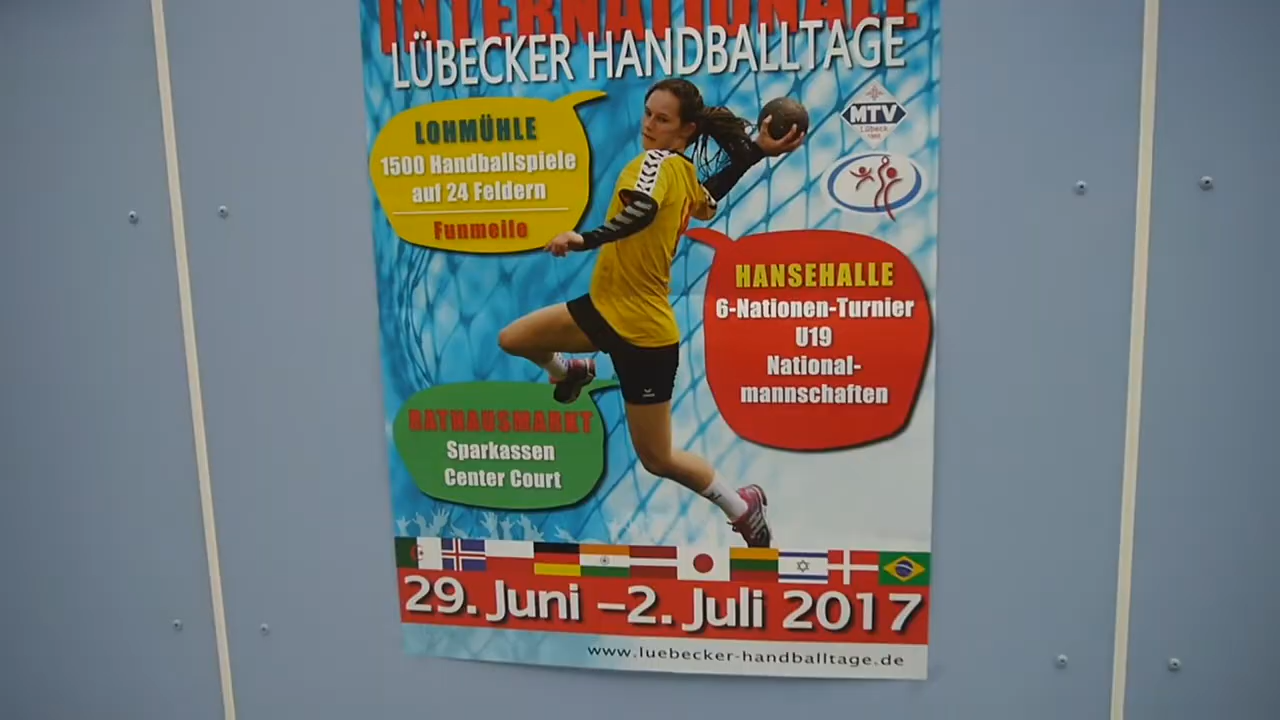 INTERNATIONALE
LÜBECKER HANDBALLTAGE
LOHMÜHLE
1500 Handballspiele
auf 24 Feldern
Funmeile
MTV
Lübeck
HANSEHALLE
6-Nationen-Turnier
U19
National-
mannschaften
RATHAUSMARKT
Sparkassen
Center Court
29. Juni –2. Juli 2017
www.luebecker-handballtage.de